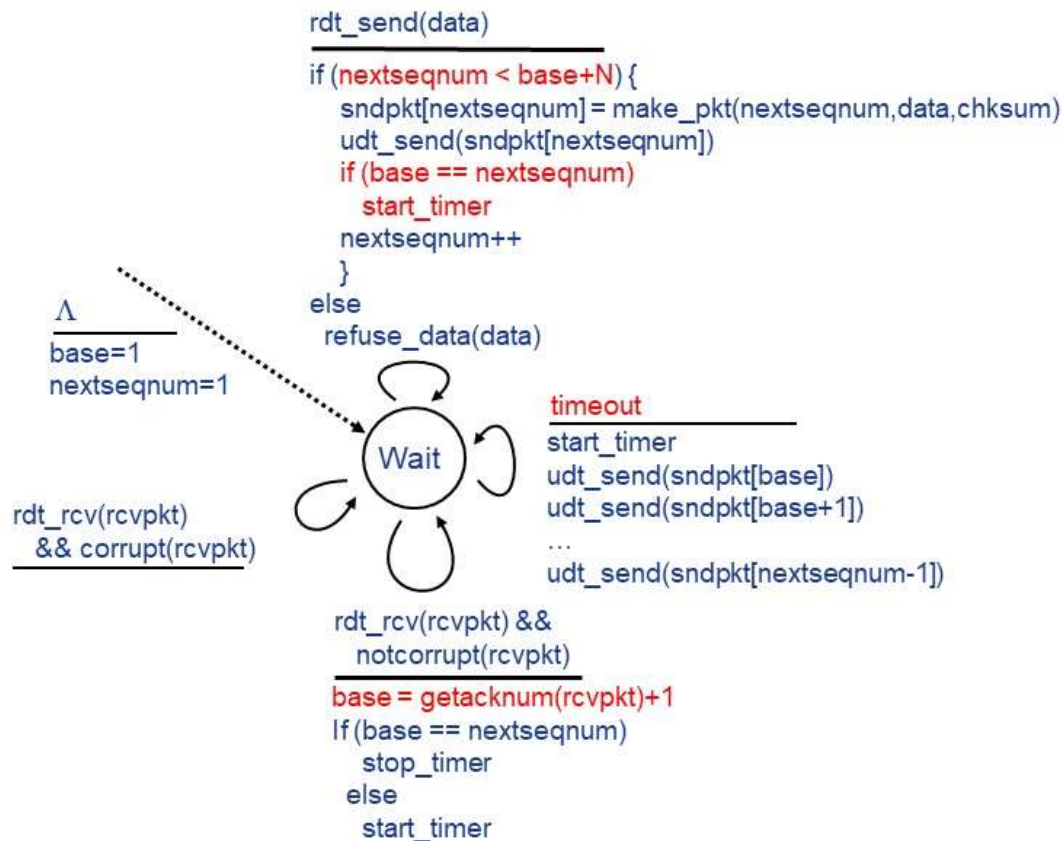 rdt_send(data)
if (nextseqnum < base+N) {
sndpkt[nextseqnum] = make_pkt(nextseqnum,data,chksum)
udt_send(sndpkt[nextseqnum])
if (base == nextseqnum)
start_timer
nextseqnum++
}
else
refuse_data(data)
Λ
base=1
nextseqnum=1
Wait
timeout
start_timer
udt_send(sndpkt[base])
udt_send(sndpkt[base+1])
…
udt_send(sndpkt[nextseqnum-1])
rdt_rcv(rcvpkt)
&& corrupt(rcvpkt)
rdt_rcv(rcvpkt) &&
notcorrupt(rcvpkt)
base = getacknum(rcvpkt)+1
If (base == nextseqnum)
stop_timer
else
start_timer